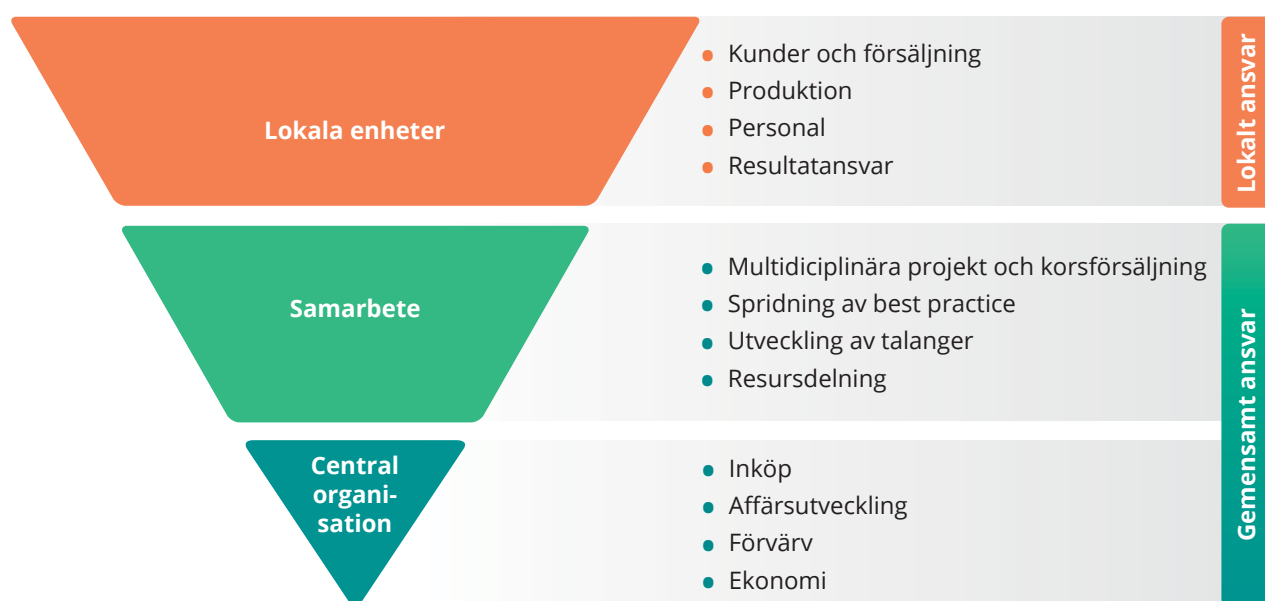 Lokala enheter
Kunder och försäljning
Produktion
Personal
Resultatansvar
Lokalt ansvar
Samarbete
Multidiciplinära projekt och korsförsäljning
Spridning av best practice
Utveckling av talanger
Resursdelning
Central
organi-
sation
Inköp
Affärsutveckling
Förvärv
Ekonomi
Gemensamt ansvar